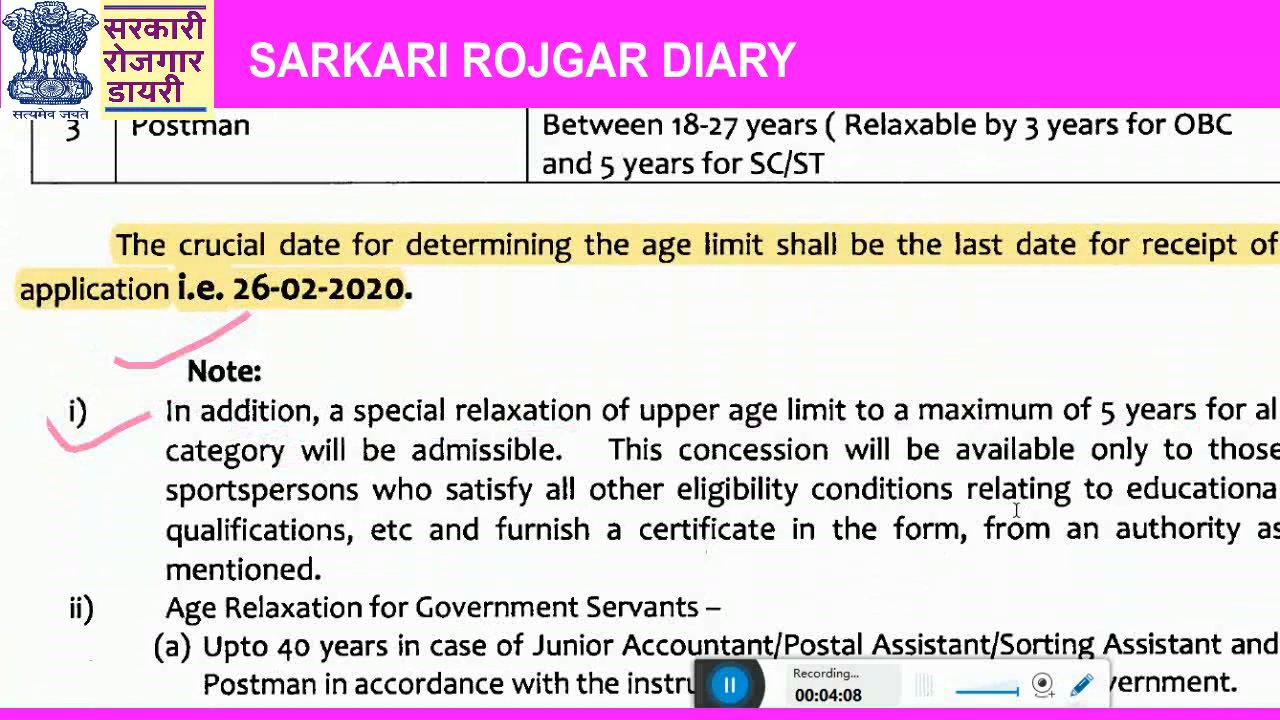 सरकारी
रोजगार
डायरी
सत्यमेव जयते
SARKARI ROJGAR DIARY
3 Postman Between 18-27 years ( Relaxable by 3 years for OBC
and 5 years for SC/ST
The crucial date for determining the age limit shall be the last date for receipt of
application i.e. 26-02-2020.
Note:
i) In addition, a special relaxation of upper age limit to a maximum of 5 years for al
category will be admissible. This concession will be available only to those
sportspersons who satisfy all other eligibility conditions relating to educationa
qualifications, etc and furnish a certificate in the form, from an authority as
mentioned.
ii) Age Relaxation for Government Servants –
(a) Upto 40 years in case of Junior Accountant/Postal Assistant/Sorting Assistant and
Postman in accordance with the instru vernment.
Recording...
00:04:08